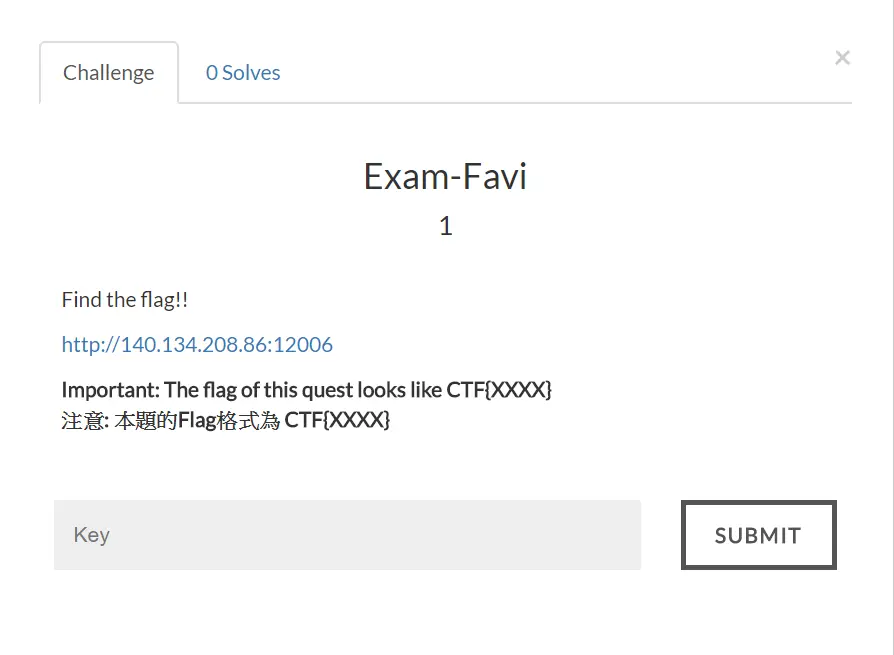 Challenge
0 Solves
×
Exam-Favi
1
Find the flag!!
http://140.134.208.86:12006
Important: The flag of this quest looks like CTF{XXXX}
注意: 本題的Flag格式為 CTF{XXXX}
Key
SUBMIT